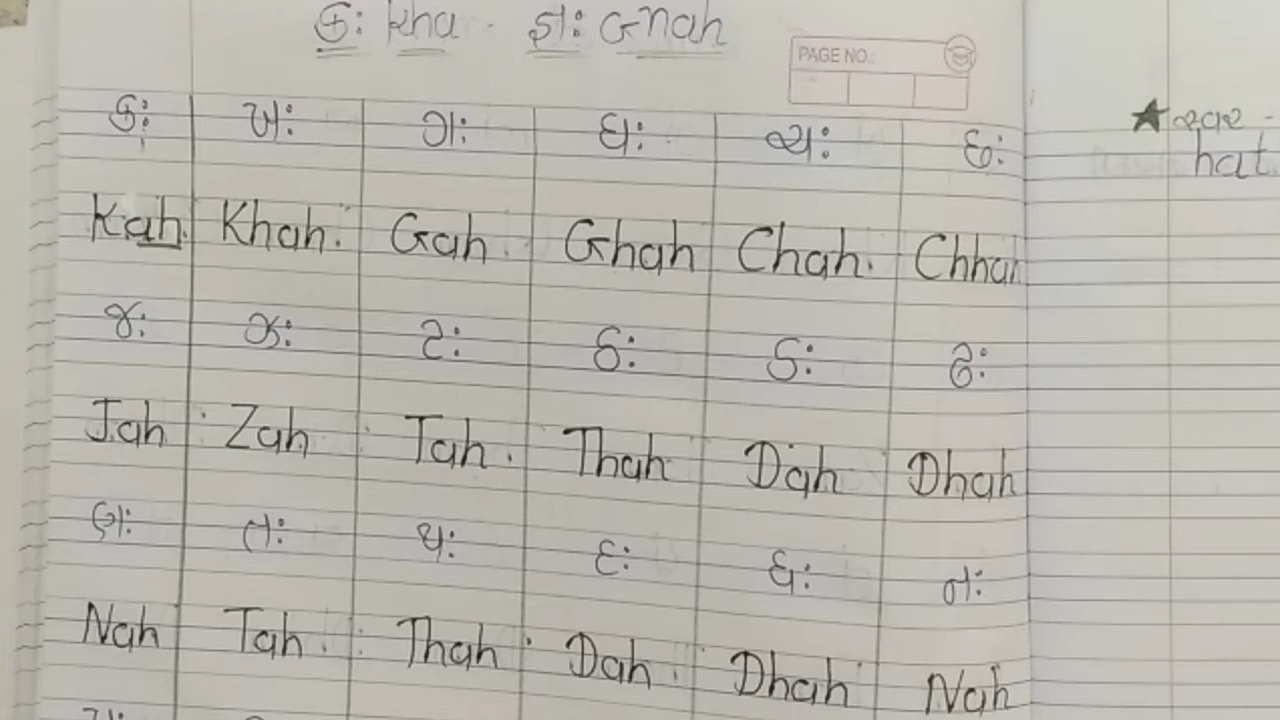 ક: kha - જ્ઞ: Gnah
PAGE NO.:
ક: ખ: ગ: ઘ: ચ: છ:
Kah. Khah. Gah Ghah Chah. Chhah
જ: ઝ: ટ: ઠ: ડ: ઢ:
Jah Zah Tah. Thah Dah Dhah
ણ: ત: થ: દ: ધ: ન:
Nah Tah. Thah Dah. Dhah Nah
★ સ્વર -
hat